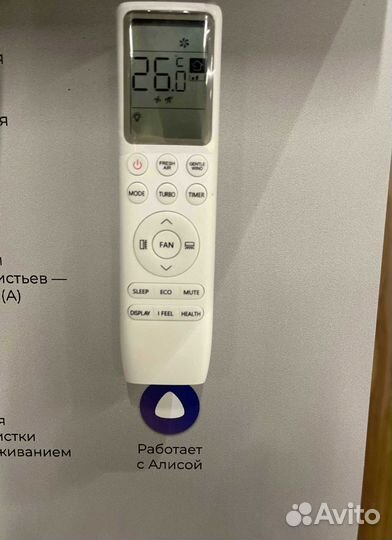 я
26.0°C
я
FRESH AIR
GENTLE WIND
MODE TURBO TIMER
FAN
м
истьев —
(А)
SLEEP ECO MUTE
DISPLAY I FEEL HEALTH
я
истки
живанием
Работает
с Алисой
Avito